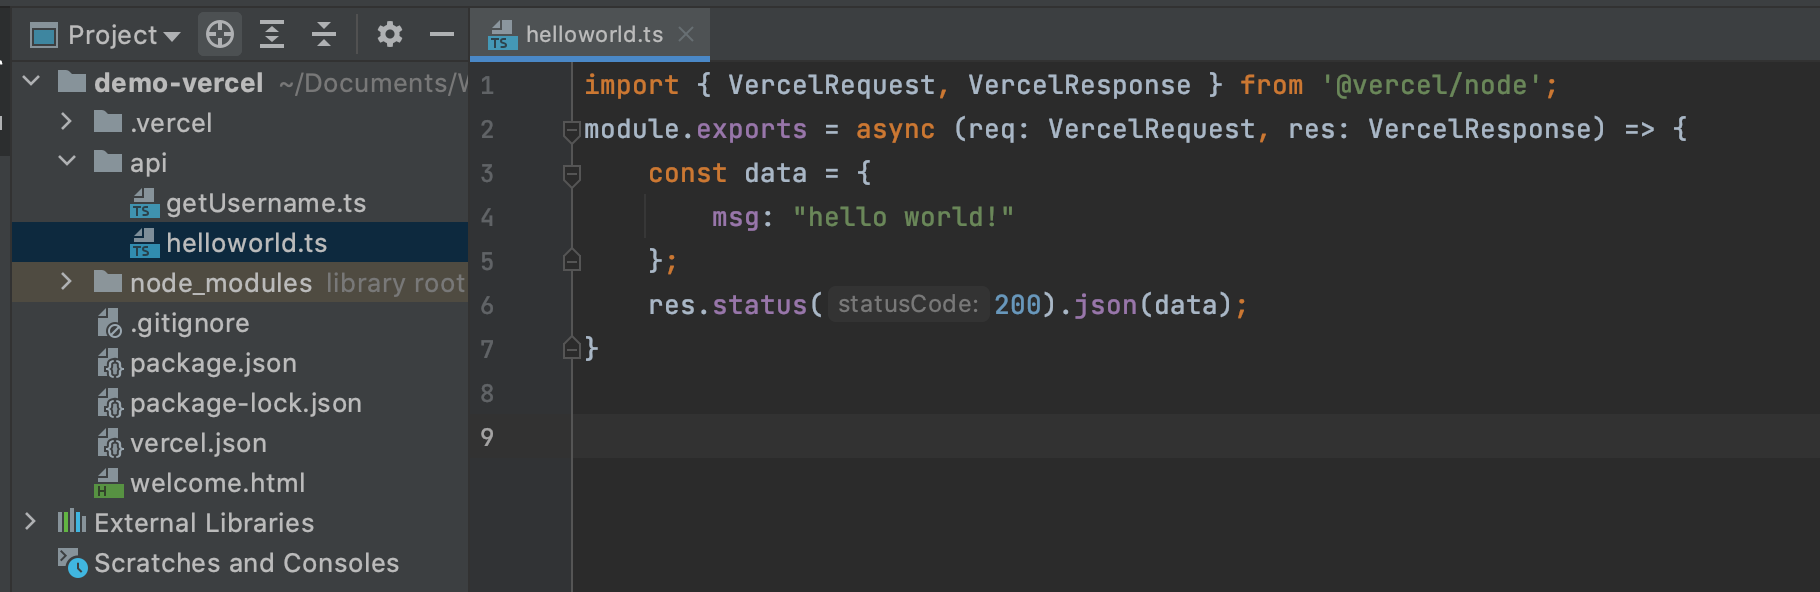 Project
helloworld.ts
demo-vercel ~/Documents/
.vercel
api
TS getUsername.ts
TS helloworld.ts
node_modules library root
.gitignore
package.json
package-lock.json
vercel.json
H welcome.html
External Libraries
Scratches and Consoles
1 import { VercelRequest, VercelResponse } from '@vercel/node';
2 module.exports = async (req: VercelRequest, res: VercelResponse) => {
3 const data = {
4 msg: "hello world!"
5 };
6 res.status( statusCode: 200).json(data);
7 }
8
9